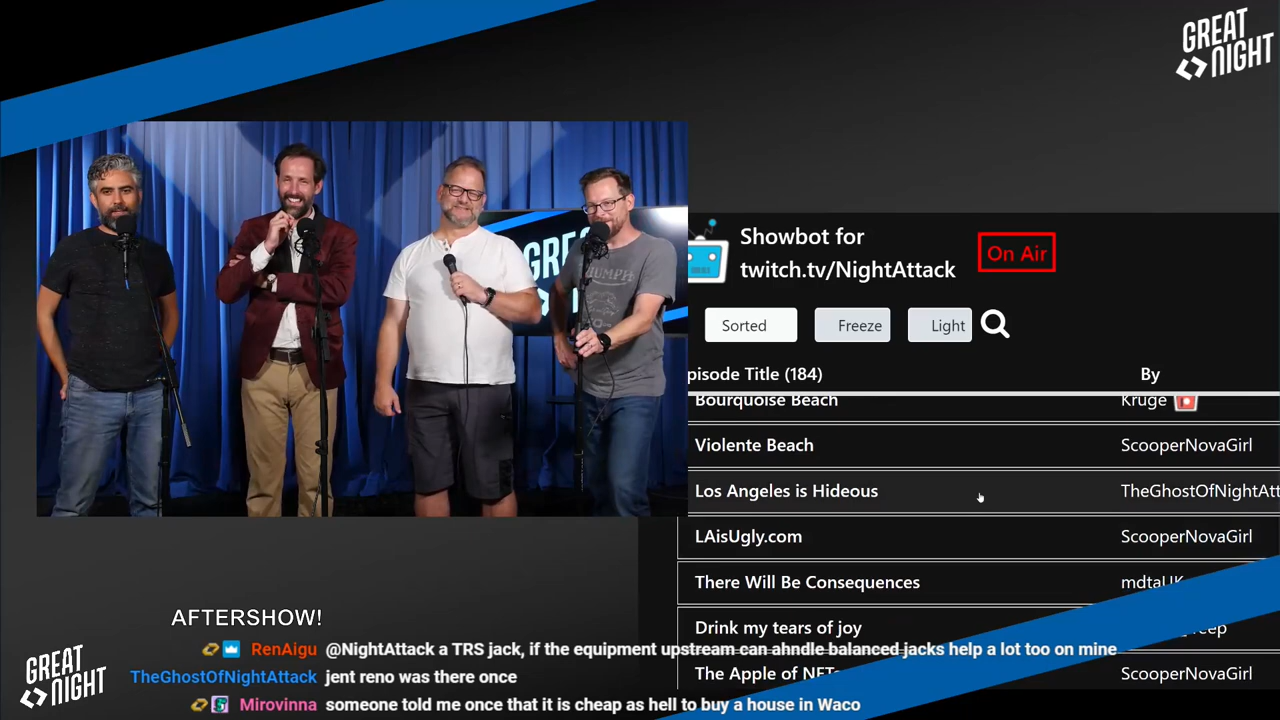 GREAT
NIGHT
GREA
Showbot for
twitch.tv/NightAttack
On Air
Sorted
Freeze
Light
pisode Title (184)
By
Bourquoise Beach
Kruge
Violente Beach
ScooperNovaGirl
Los Angeles is Hideous
TheGhostOfNightAtt
LAisUgly.com
ScooperNovaGirl
There Will Be Consequences
Drink my tears of joy
The Apple of
ScooperNovaGirl
AFTERSHOW!
RenAigu @NightAttack a TRS jack, if the equipment upstream can ahndle balanced jacks help a lot too on mine
TheGhostOfNightAttack jent reno was there once
Mirovinna someone told me once that it is cheap as hell to buy a house in Waco
GREAT
NIGHT